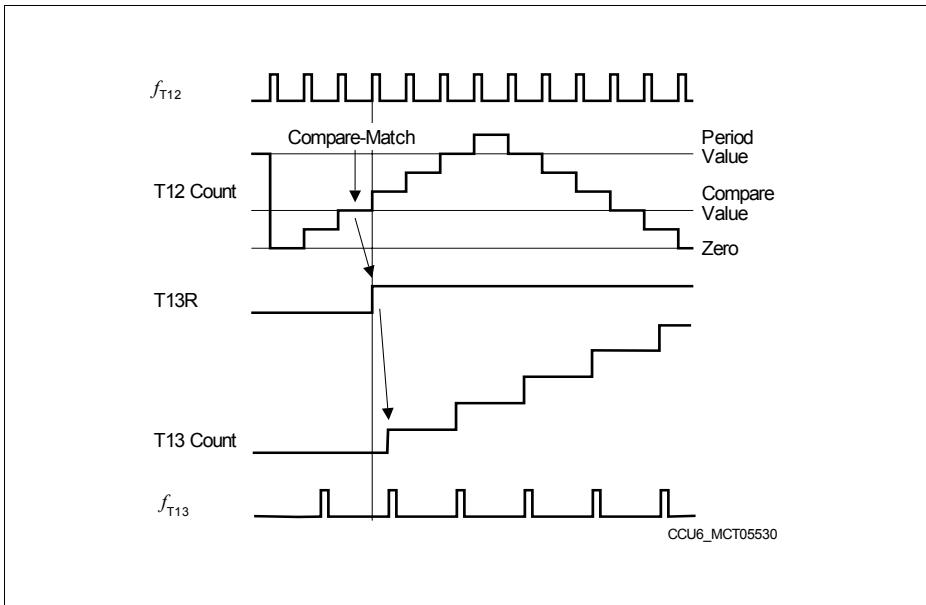 fT12
Compare-Match
Period
Value
T12 Count
Compare
Value
Zero
T13R
T13 Count
fT13
CCU6_MCT05530